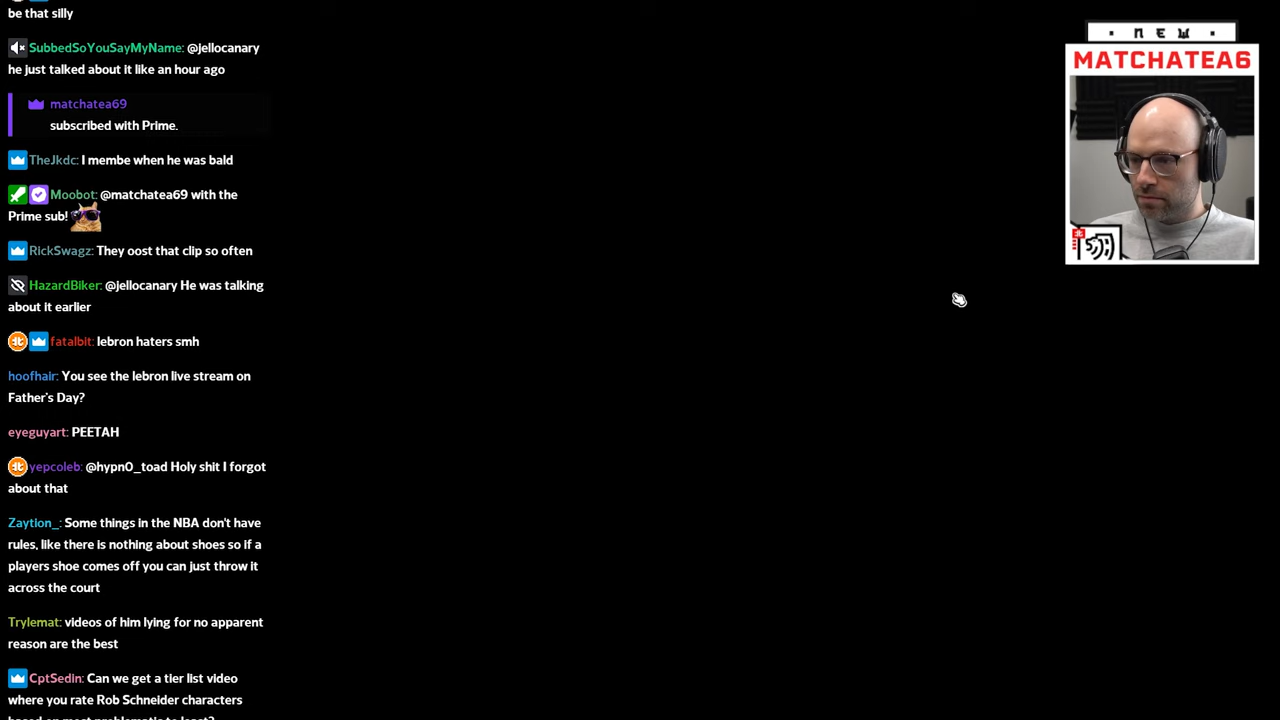 be that silly
SubbedSoYouSayMyName: @jellocanary
he just talked about it like an hour ago
matchatea69
subscribed with Prime.
TheJkdc: I membe when he was bald
Moobot: @matchatea69 with the
Prime sub!
RickSwagz: They oost that clip so often
HazardBiker: @jellocanary He was talking
about it earlier
fatalbit: lebron haters smh
hoofhair: You see the lebron live stream on
Father's Day?
eyeguyart: PEETAH
yepcoleb: @hypn0_toad Holy shit I forgot
about that
Zaytion_: Some things in the NBA don't have
rules, like there is nothing about shoes so if a
players shoe comes off you can just throw it
across the court
Trylemat: videos of him lying for no apparent
reason are the best
CptSedin: Can we get a tier list video
where you rate Rob Schneider characters
based on most problematic to least?
· NEW ·
MATCHATEA6